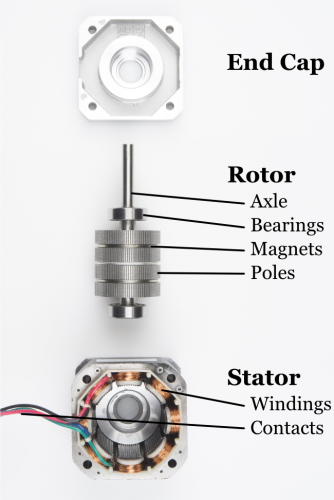 End Cap
Rotor
Axle
Bearings
Magnets
Poles
Stator
Windings
Contacts